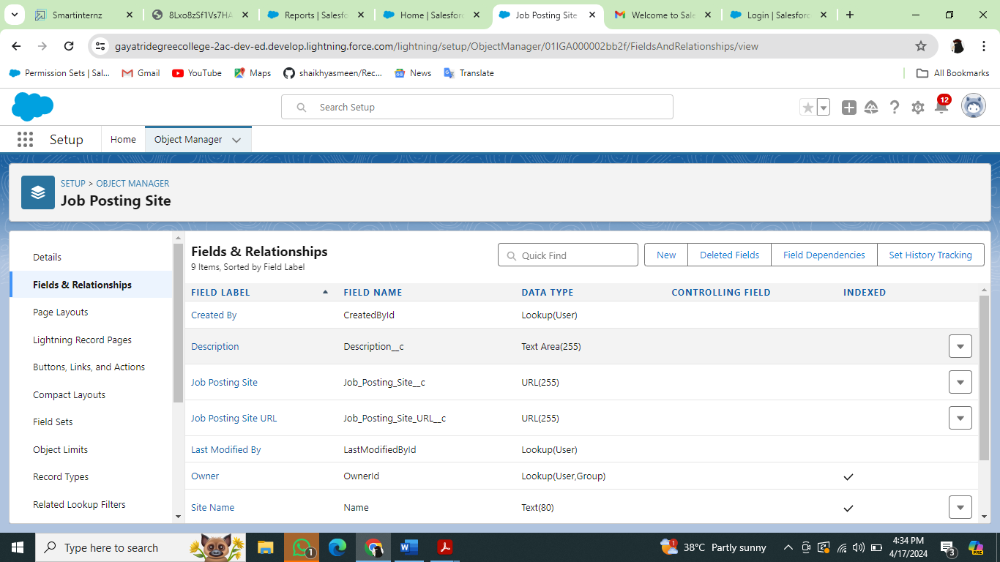 Smartinternz
8Lxo8zSf1Vs7HA
Reports | Salesfo
Home | Salesforc
Job Posting Site
Welcome to Sale
Login | Salesforc
gayatridegreecollege-2ac-dev-ed.develop.lightning.force.com/lightning/setup/ObjectManager/01IGA000002bb2f/FieldsAndRelationships/view
Permission Sets | Sal...
Gmail
YouTube
Maps
shaikhyasmeen/Rec...
News
Translate
All Bookmarks
Search Setup
12
Setup
Home
Object Manager
SETUP > OBJECT MANAGER
Job Posting Site
Details
Fields & Relationships
Page Layouts
Lightning Record Pages
Buttons, Links, and Actions
Compact Layouts
Field Sets
Object Limits
Record Types
Related Lookup Filters
Fields & Relationships
9 Items, Sorted by Field Label
Quick Find
New
Deleted Fields
Field Dependencies
Set History Tracking
FIELD LABEL FIELD NAME DATA TYPE CONTROLLING FIELD INDEXED
Created By CreatedById Lookup(User)
Description Description__c Text Area(255)
Job Posting Site Job_Posting_Site__c URL(255)
Job Posting Site URL Job_Posting_Site_URL__c URL(255)
Last Modified By LastModifiedById Lookup(User)
Owner OwnerId Lookup(User,Group)
Site Name Name Text(80)
Type here to search
1
1
38°C Partly sunny
4:34 PM
4/17/2024
3
PRE